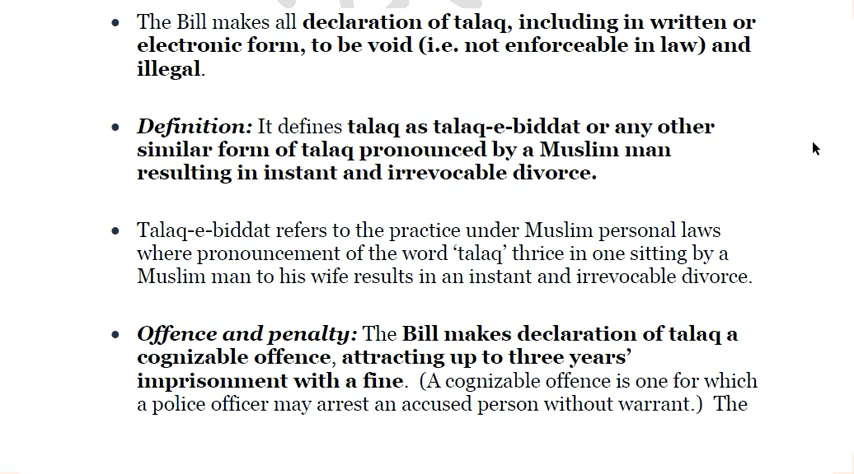 • The Bill makes all declaration of talaq, including in written or
electronic form, to be void (i.e. not enforceable in law) and
illegal.
• Definition: It defines talaq as talaq-e-biddat or any other
similar form of talaq pronounced by a Muslim man
resulting in instant and irrevocable divorce.
• Talaq-e-biddat refers to the practice under Muslim personal laws
where pronouncement of the word ‘talaq’ thrice in one sitting by a
Muslim man to his wife results in an instant and irrevocable divorce.
• Offence and penalty: The Bill makes declaration of talaq a
cognizable offence, attracting up to three years’
imprisonment with a fine. (A cognizable offence is one for which
a police officer may arrest an accused person without warrant.) The